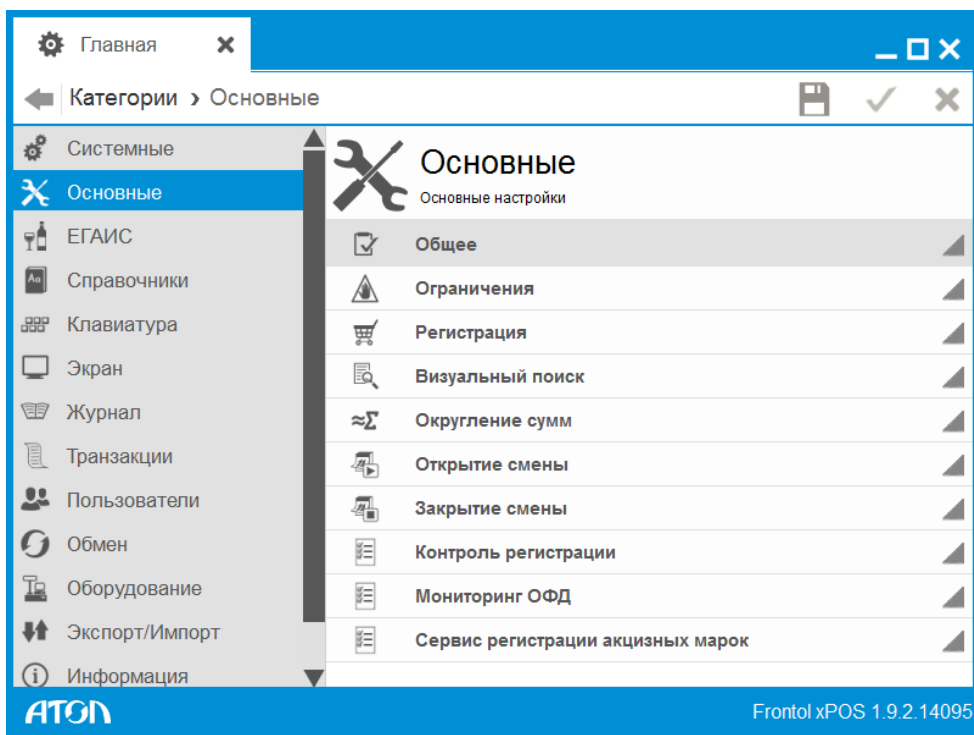 Главная
Категории › Основные
Системные
Основные
ЕГАИС
Справочники
Клавиатура
Экран
Журнал
Транзакции
Пользователи
Обмен
Оборудование
Экспорт/Импорт
Информация
Основные
Основные настройки
Общее
Ограничения
Регистрация
Визуальный поиск
≈Σ Округление сумм
Открытие смены
Закрытие смены
Контроль регистрации
Мониторинг ОФД
Сервис регистрации акцизных марок
АТОЛ
Frontol xPOS 1.9.2.14095